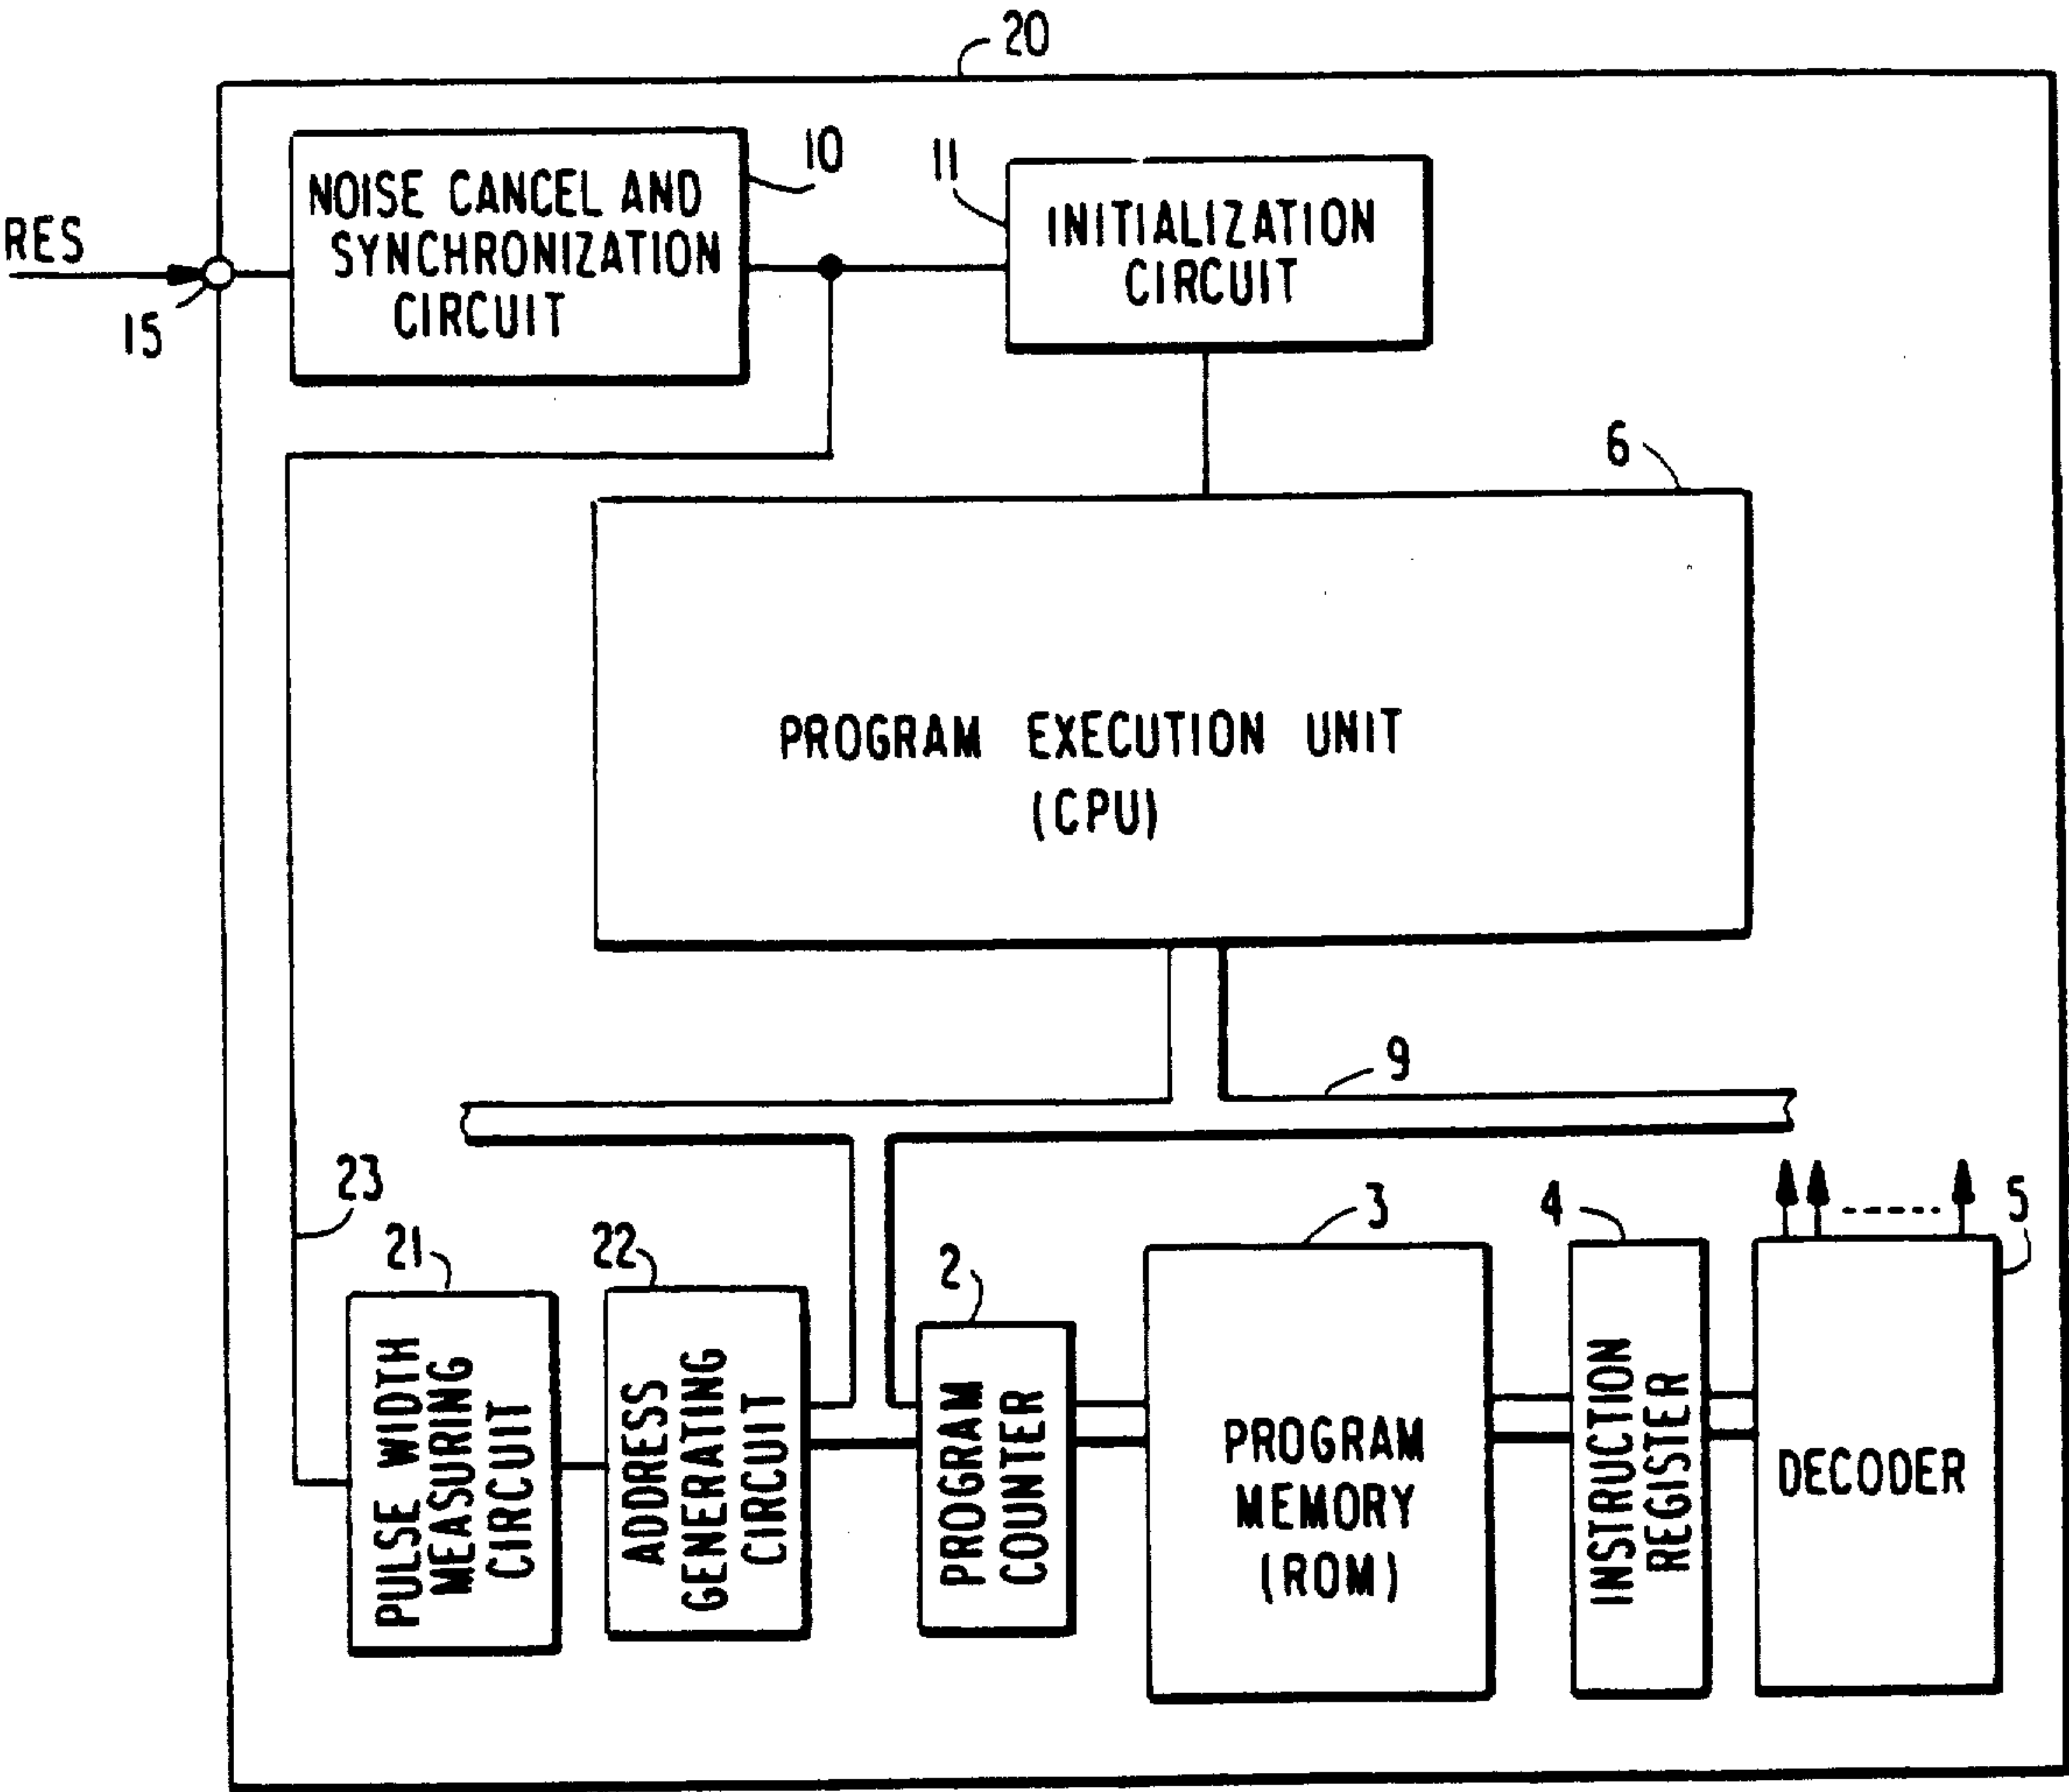 20
NOISE CANCEL AND
SYNCHRONIZATION
CIRCUIT
10
11
INITIALIZATION
CIRCUIT
RES
15
6
PROGRAM EXECUTION UNIT
(CPU)
9
23
21
22
2
3
4
5
PULSE WIDTH
MEASURING
CIRCUIT
ADDRESS
GENERATING
CIRCUIT
PROGRAM
COUNTER
PROGRAM
MEMORY
(ROM)
INSTRUCTION
REGISTER
DECODER